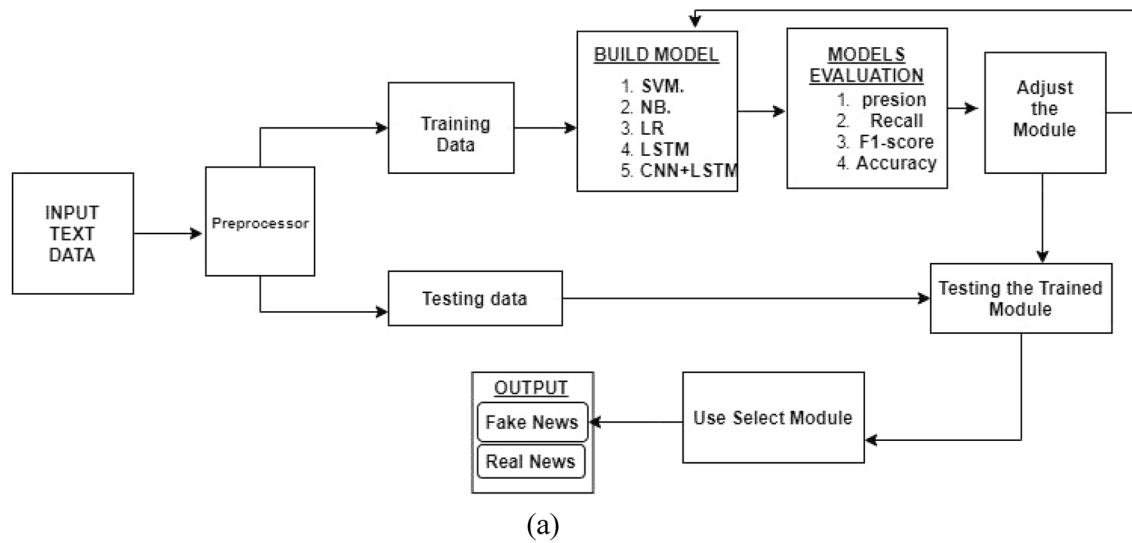 BUILD MODEL
1. SVM.
2. NB.
3. LR
4. LSTM
5. CNN+LSTM
MODELS
EVALUATION
1. presion
2. Recall
3. F1-score
4. Accuracy
Adjust
the
Module
Training
Data
INPUT
TEXT
DATA
Preprocessor
Testing data
Testing the Trained
Module
OUTPUT
Fake News
Real News
Use Select Module
(a)